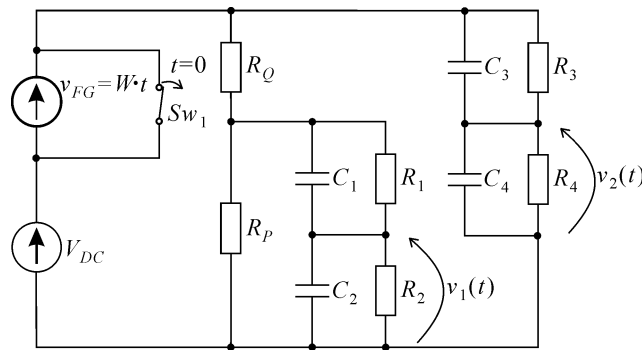 v_FG=W·t
t=0
Sw_1
V_DC
R_Q
R_P
C_1
R_1
C_2
R_2
v_1(t)
C_3
R_3
C_4
R_4
v_2(t)